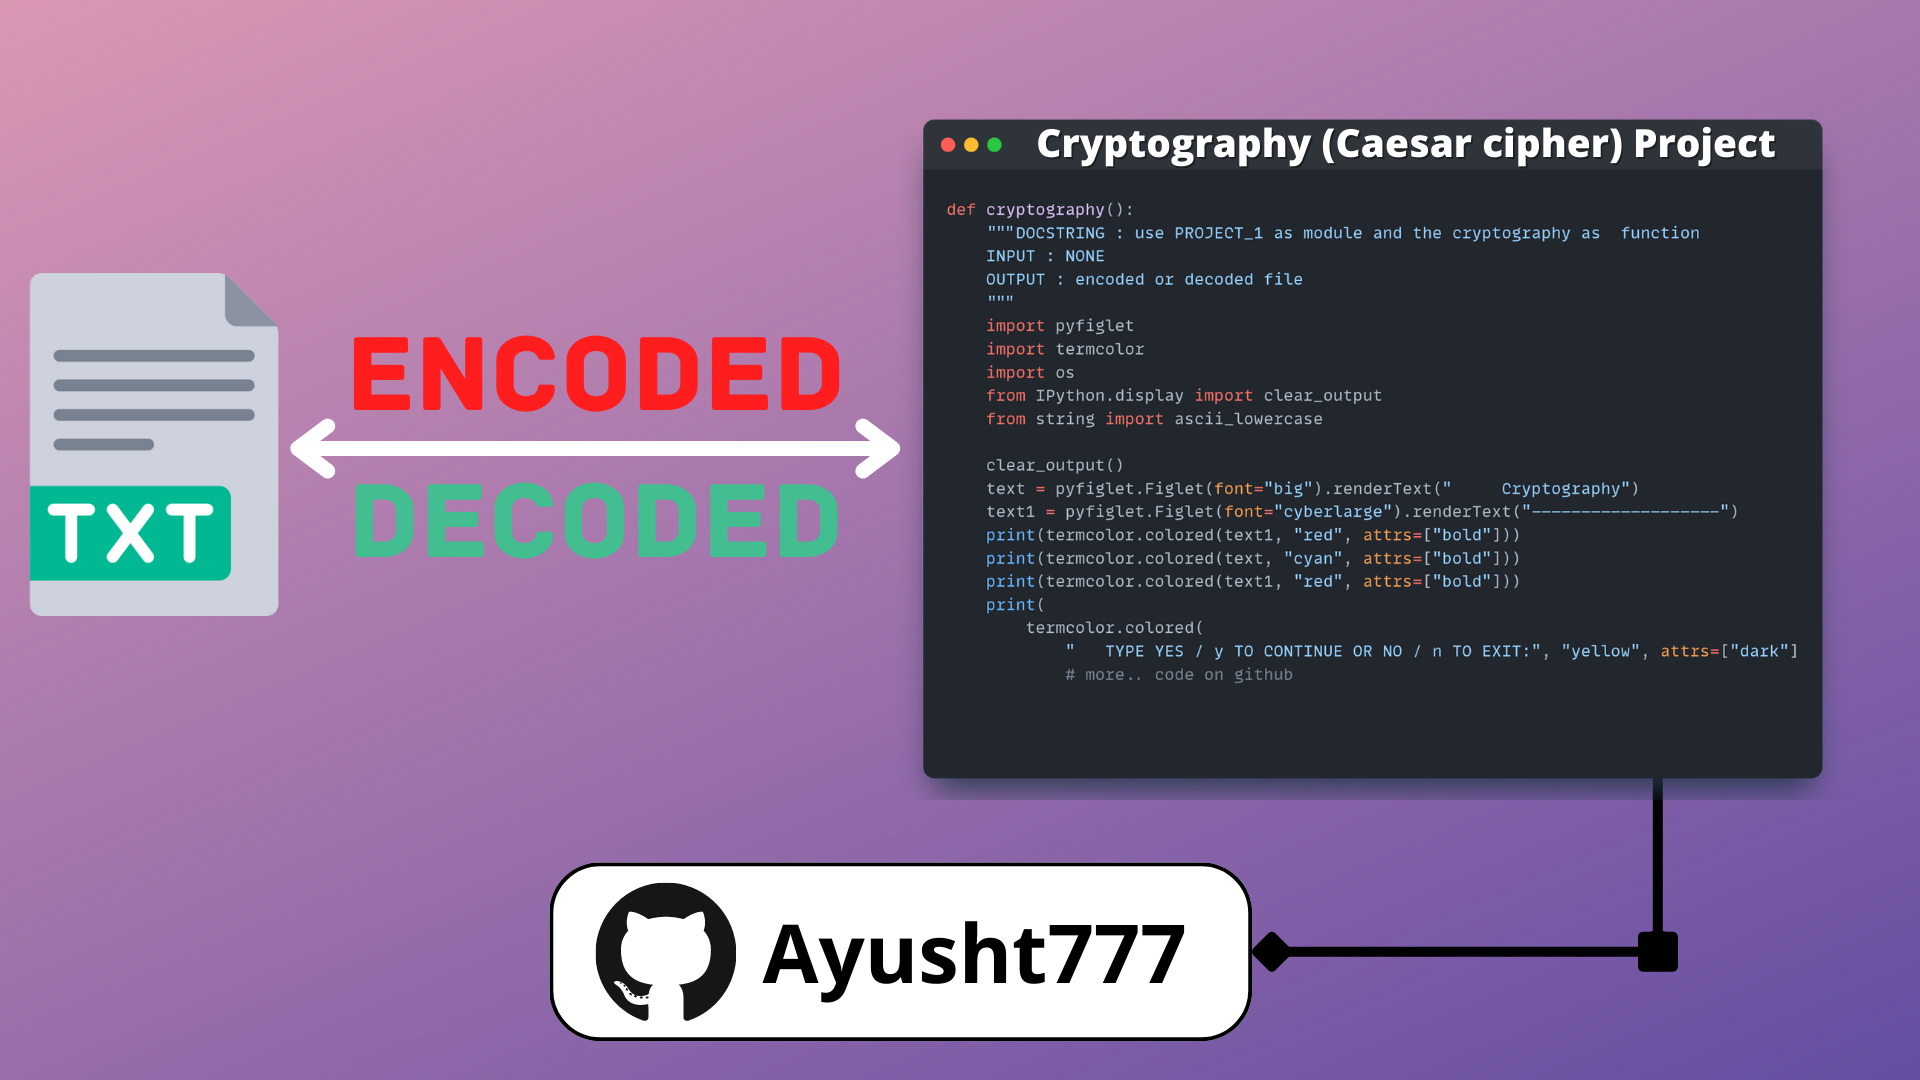 Cryptography (Caesar cipher) Project
def cryptography():
    """DOCSTRING : use PROJECT_1 as module and the cryptography as  function
    INPUT : NONE
    OUTPUT : encoded or decoded file
    """
    import pyfiglet
    import termcolor
    import os
    from IPython.display import clear_output
    from string import ascii_lowercase
    clear_output()
    text = pyfiglet.Figlet(font="big").renderText("     Cryptography")
    text1 = pyfiglet.Figlet(font="cyberlarge").renderText("-------------------")
    print(termcolor.colored(text1, "red", attrs=["bold"]))
    print(termcolor.colored(text, "cyan", attrs=["bold"]))
    print(termcolor.colored(text1, "red", attrs=["bold"]))
    print(
        termcolor.colored(
            "   TYPE YES / y TO CONTINUE OR NO / n TO EXIT:", "yellow", attrs=["dark"]
            # more.. code on github
ENCODED
DECODED
TXT
Ayusht777